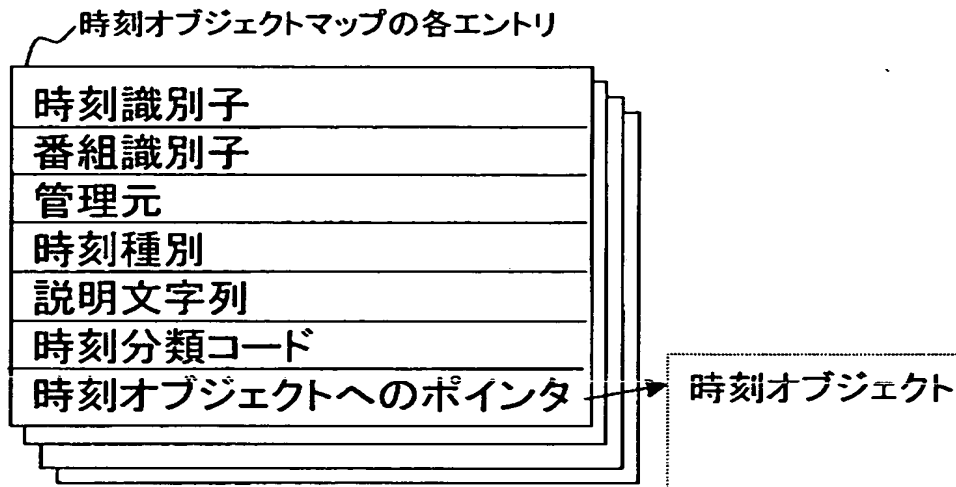 時刻オブジェクトマップの各エントリ
時刻識別子
番組識別子
管理元
時刻種別
説明文字列
時刻分類コード
時刻オブジェクトへのポインタ
時刻オブジェクト